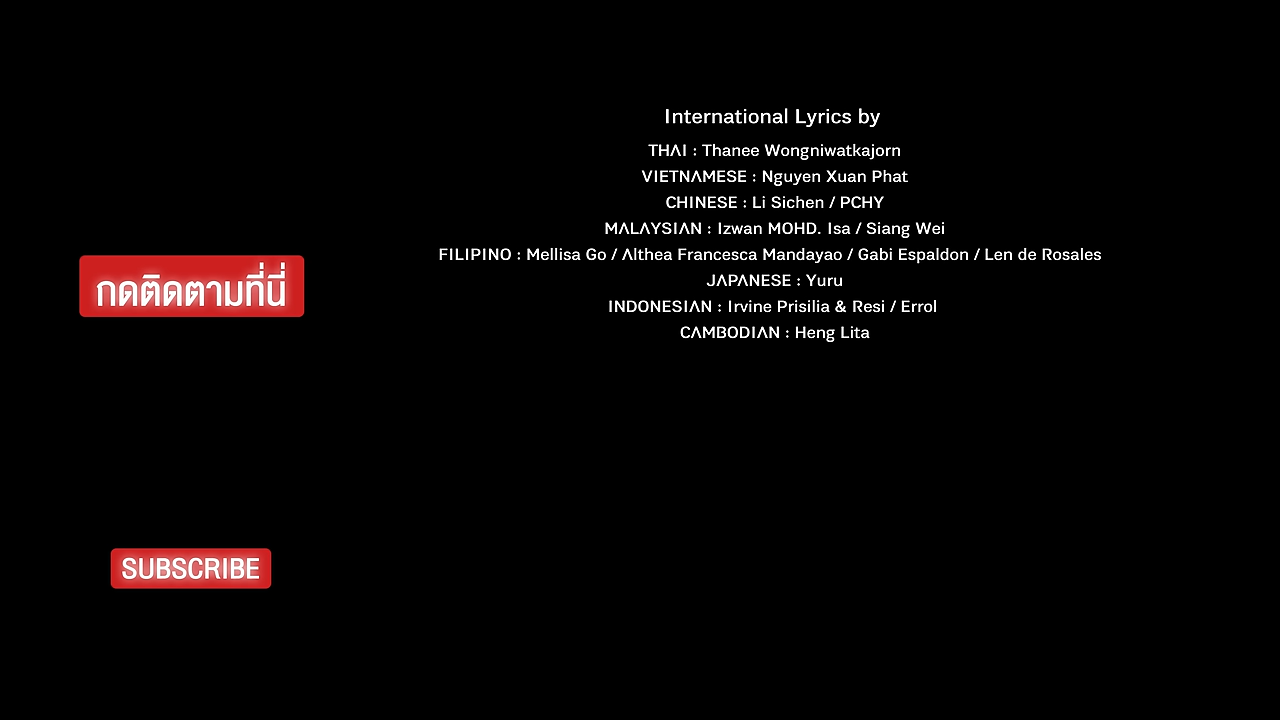 International Lyrics by
THAI : Thanee Wongniwatkajorn
VIETNAMESE : Nguyen Xuan Phat
CHINESE : Li Sichen / PCHY
MALAYSIAN : Izwan MOHD. Isa / Siang Wei
FILIPINO : Mellisa Go / Althea Francesca Mandayao / Gabi Espaldon / Len de Rosales
JAPANESE : Yuru
INDONESIAN : Irvine Prisilia & Resi / Errol
CAMBODIAN : Heng Lita
กดติดตามที่นี่
SUBSCRIBE